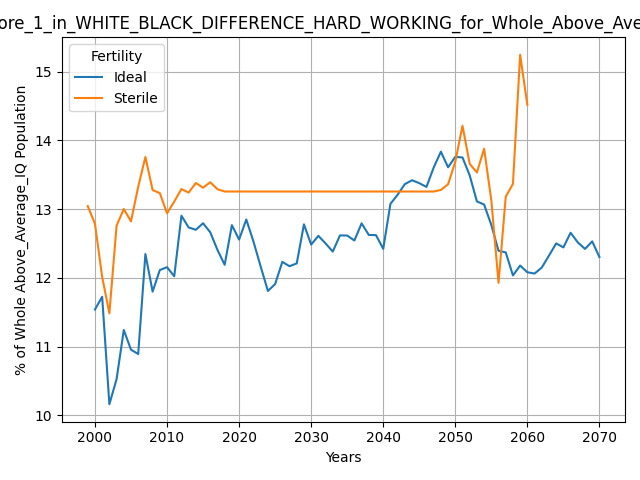 ore_1_in_WHITE_BLACK_DIFFERENCE_HARD_WORKING_for_Whole_Above_Ave
Fertility
Ideal
Sterile
% of Whole Above_Average_IQ Population
15
14
13
12
11
10
2000 2010 2020 2030 2040 2050 2060 2070
Years